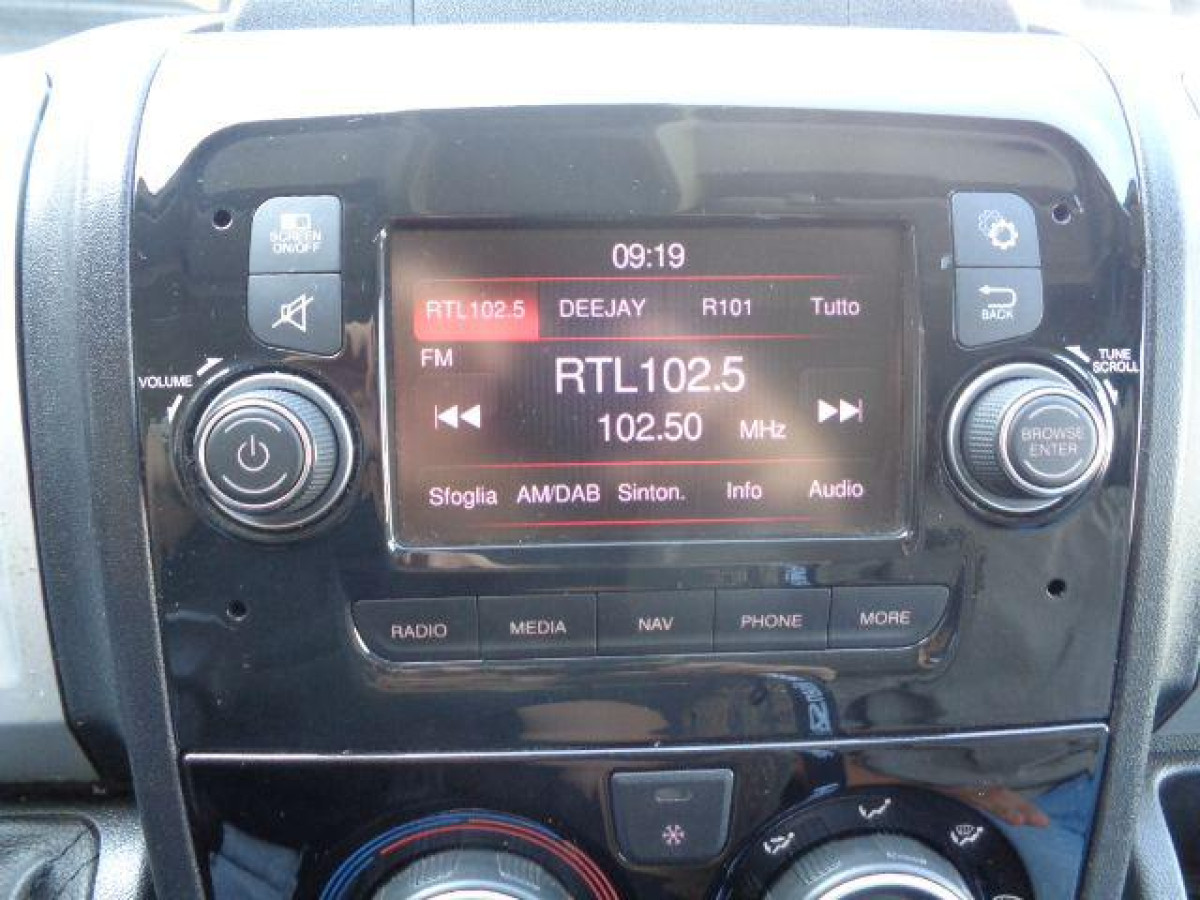 SCREEN
ON/OFF
VOLUME
09:19
RTL102.5 DEEJAY R101 Tutto
FM
RTL102.5
102.50 MHz
Sfoglia AM/DAB Sinton. Info Audio
BACK
TUNE
SCROLL
BROWSE
ENTER
RADIO MEDIA NAV PHONE MORE